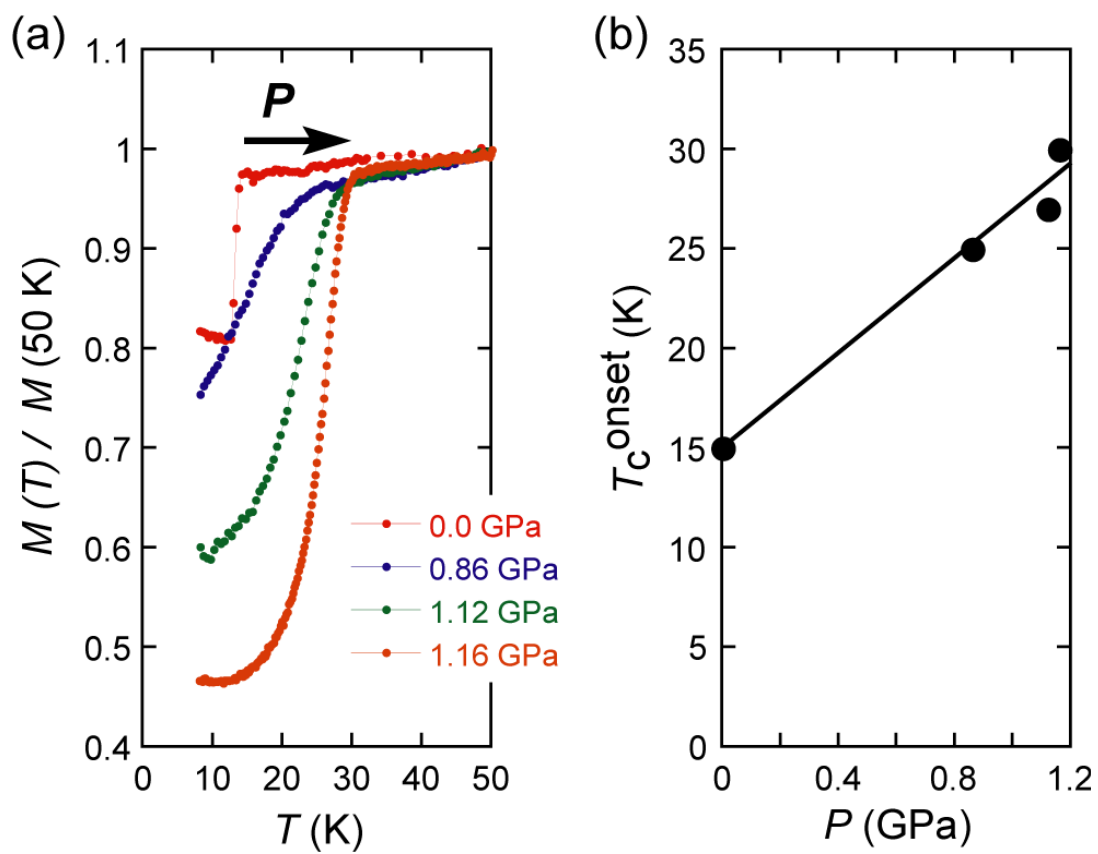 (a)
1.1
1
0.9
0.8
0.7
0.6
0.5
0.4
M (T) / M (50 K)
P
0.0 GPa
0.86 GPa
1.12 GPa
1.16 GPa
0 10 20 30 40 50
T (K)
(b)
35
30
25
20
15
10
5
0
Tc onset (K)
0 0.4 0.8 1.2
P (GPa)